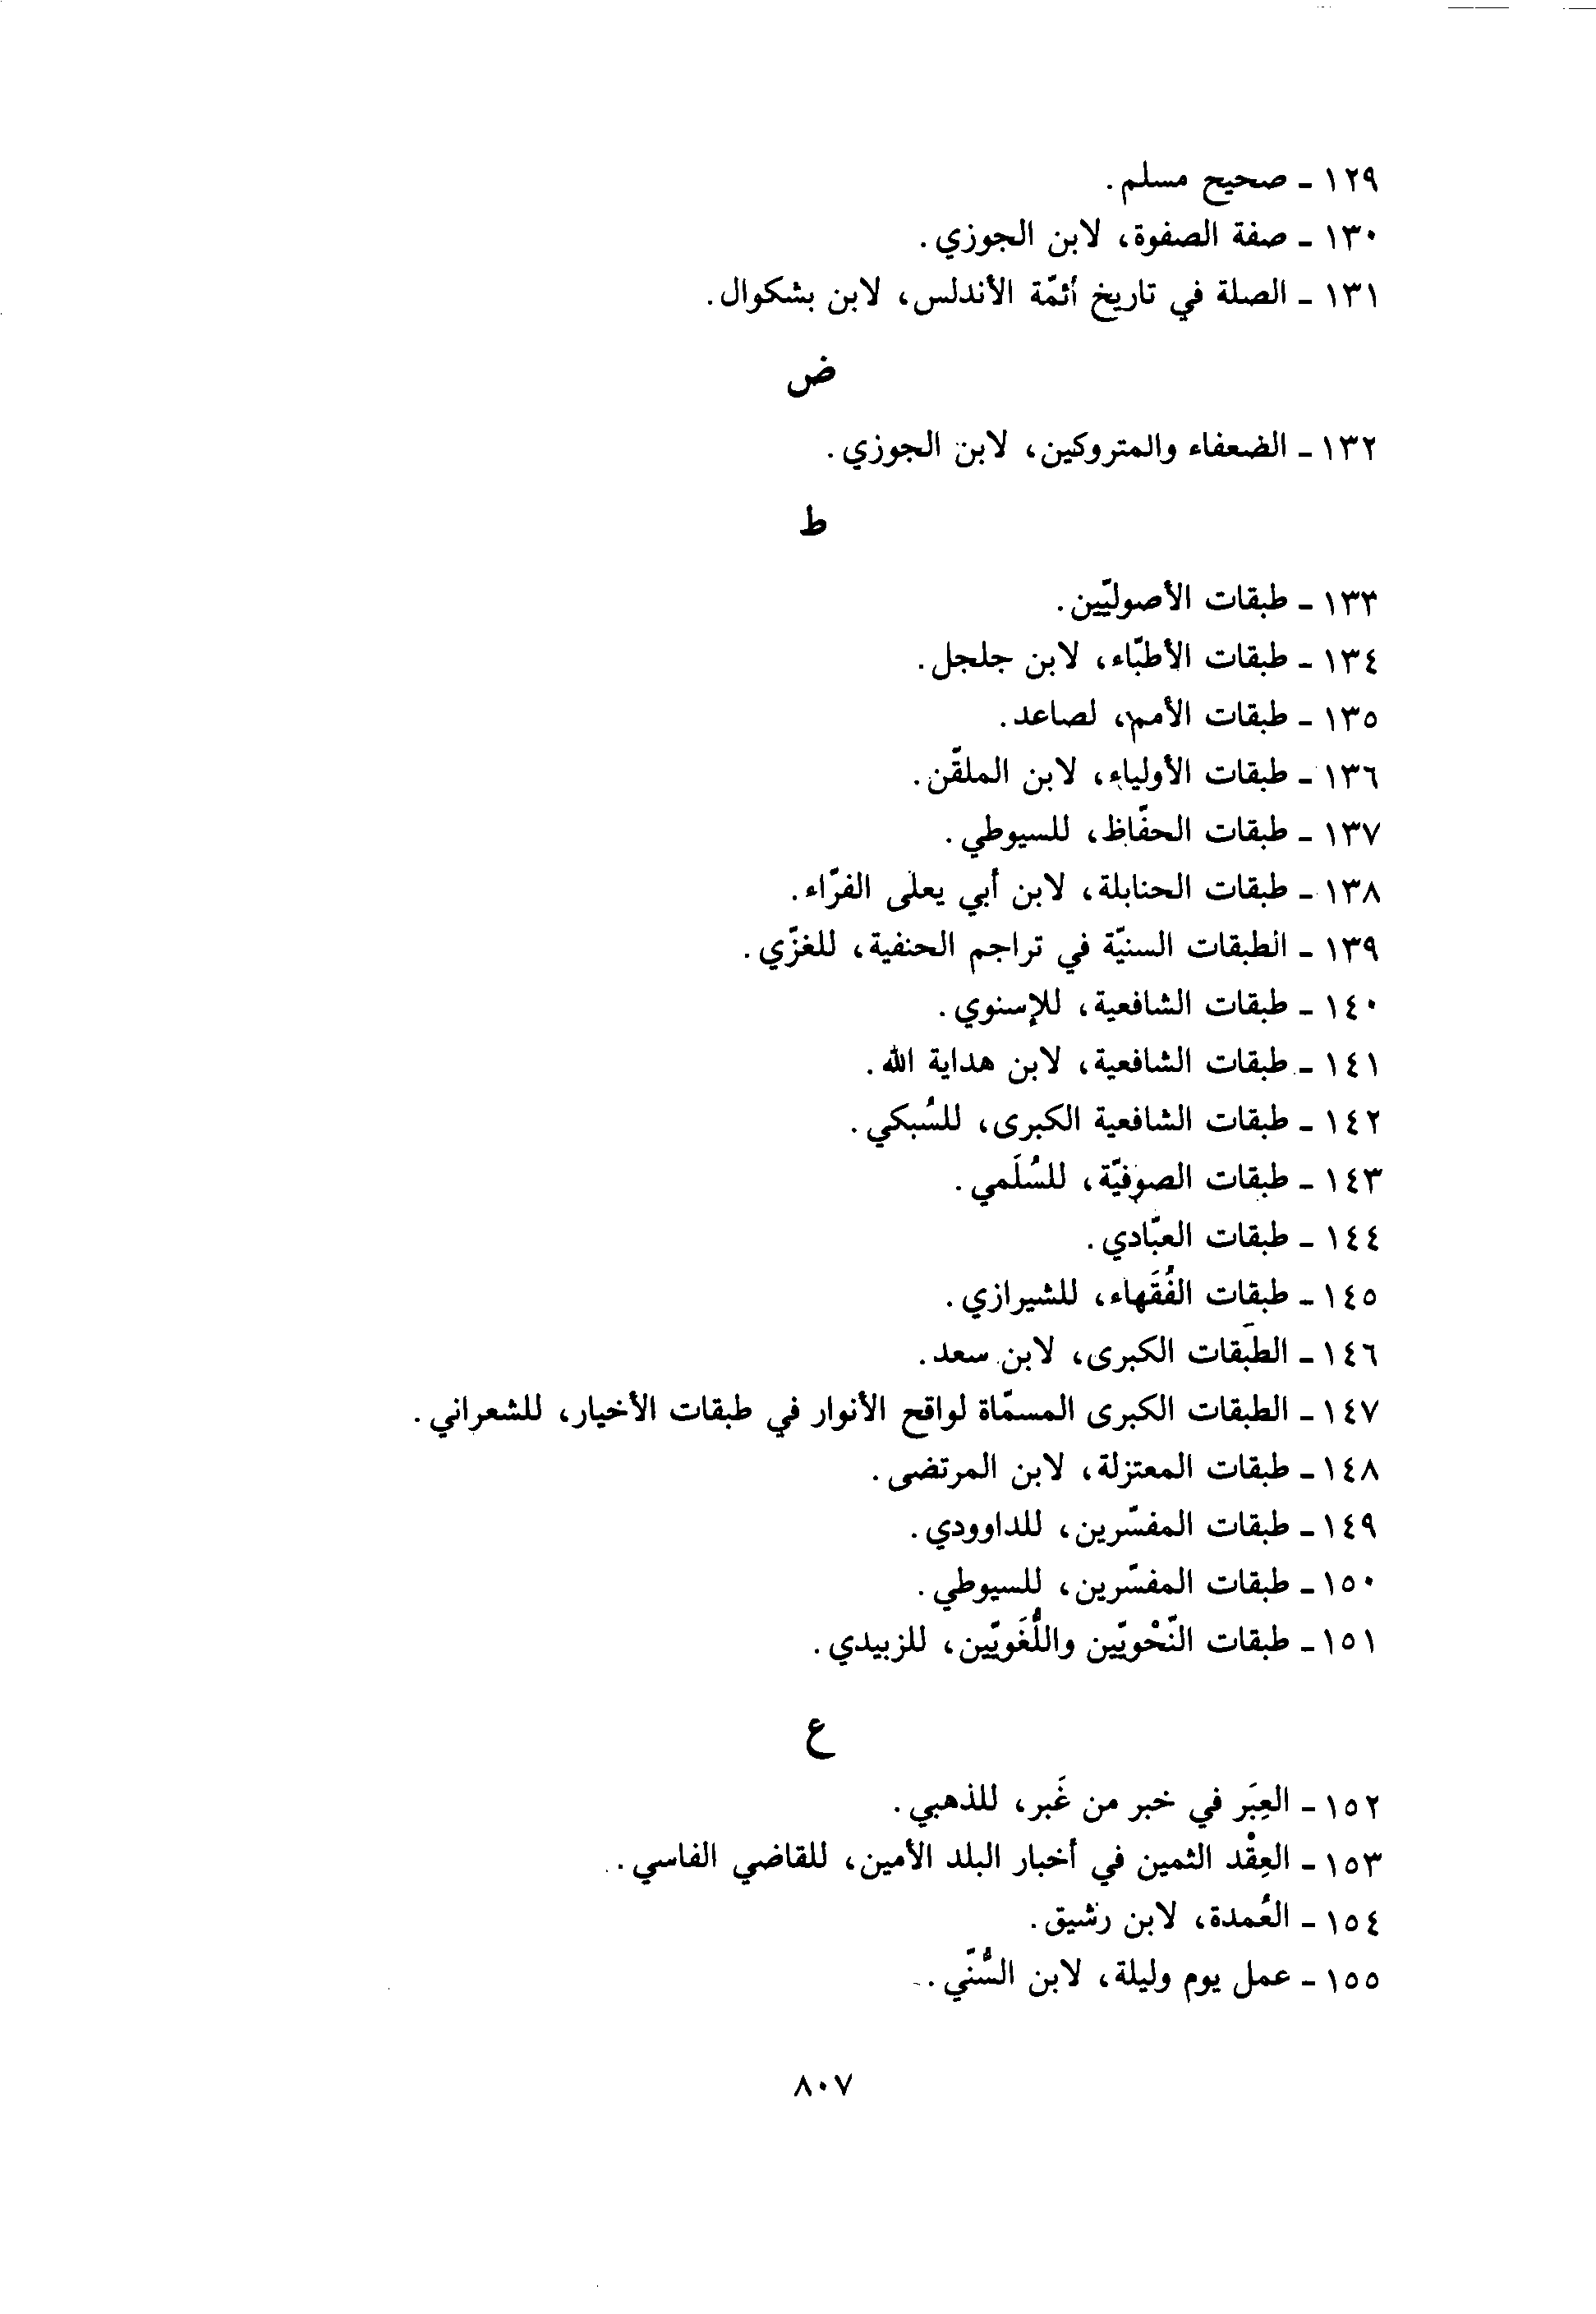 ١٢٩ - صحيح مسلم.
١٣٠ - صفة الصفوة، لابن الجوزي.
١٣١ - الصلة في تاريخ أئمّة الأندلس، لابن بشكوال.
ض
١٣٢ - الضعفاء والمتروكين، لابن الجوزي.
ط
١٣٣ - طبقات الأصوليّين.
١٣٤ - طبقات الأطبّاء، لابن جلجل.
١٣٥ - طبقات الأمم، لصاعد.
١٣٦ - طبقات الأولياء، لابن الملقّن.
١٣٧ - طبقات الحفّاظ، للسيوطي.
١٣٨ - طبقات الحنابلة، لابن أبي يعلى الفرّاء.
١٣٩ - الطبقات السنيّة في تراجم الحنفية، للغزّي.
١٤٠ - طبقات الشافعية، للإسنوي.
١٤١ - طبقات الشافعية، لابن هداية الله.
١٤٢ - طبقات الشافعية الكبرى، للسُبكي.
١٤٣ - طبقات الصوفيّة، للسُلَمي.
١٤٤ - طبقات العبّادي.
١٤٥ - طبقات الفُقَهاء، للشيرازي.
١٤٦ - الطَبقات الكبرى، لابن سعد.
١٤٧ - الطبقات الكبرى المسمّاة لواقح الأنوار في طبقات الأخيار، للشعراني.
١٤٨ - طبقات المعتزلة، لابن المرتضى.
١٤٩ - طبقات المفسّرين، للداوودي.
١٥٠ - طبقات المفسّرين، للسيوطي.
١٥١ - طبقات النّحْويّين واللُّغَويّين، للزبيدي.
ع
١٥٢ - العِبَر في خبر من غَبر، للذهبي.
١٥٣ - العِقْد الثمين في أخبار البلد الأمين، للقاضي الفاسي.
١٥٤ - العُمدة، لابن رشيق.
١٥٥ - عمل يوم وليلة، لابن السُّنّي.
٨٠٧